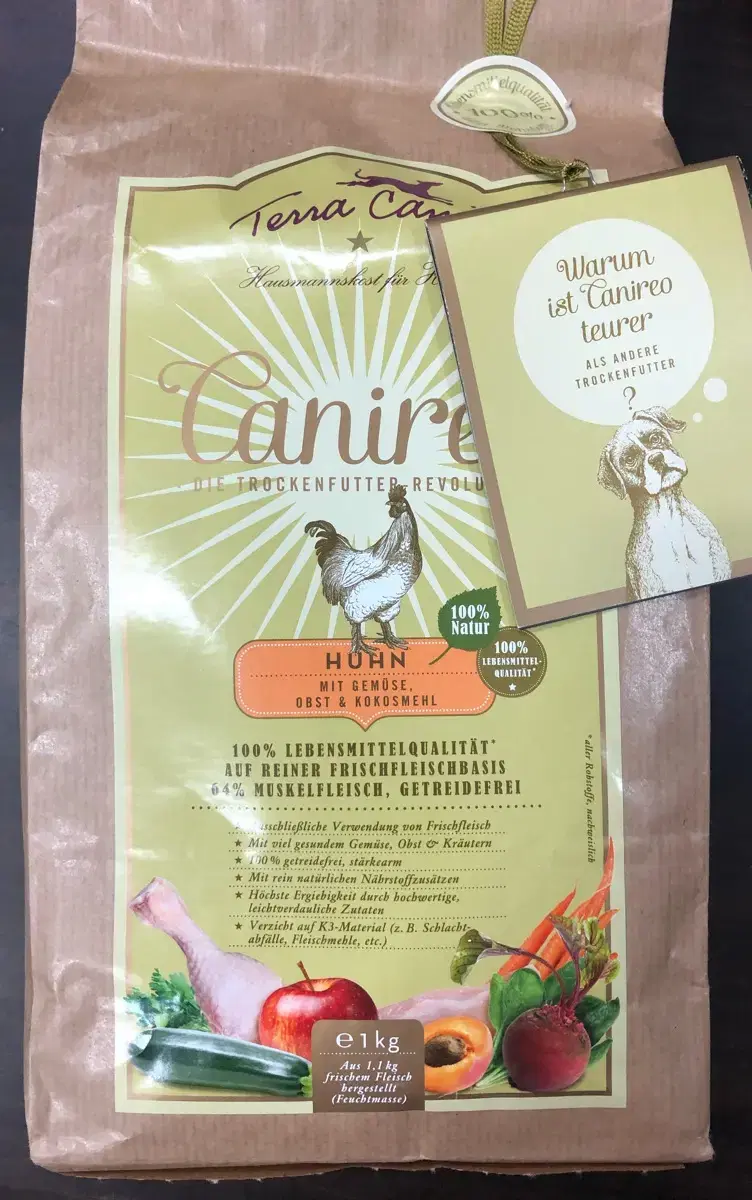 Lebensmittelqualität
100%
Terra Can
Hausmannskost für H
Canire
DIE TROCKENFUTTER-REVOLU
Warum
ist Canireo
teurer
ALS ANDERE
TROCKENFUTTER
?
100%
Natur
100%
LEBENSMITTEL-
QUALITÄT*
HUHN
MIT GEMÜSE,
OBST & KOKOSMEHL
100% LEBENSMITTELQUALITÄT*
AUF REINER FRISCHFLEISCHBASIS
64% MUSKELFLEISCH, GETREIDEFREI
*aller Rohstoffe, nachweislich
sschließliche Verwendung von Frischfleisch
★ Mit viel gesundem Gemüse, Obst & Kräutern
★ 100% getreidefrei, stärkearm
★ Mit rein natürlichen Nährstoffzusätzen
★ Höchste Ergiebigkeit durch hochwertige,
leichtverdauliche Zutaten
★ Verzicht auf K3-Material (z. B. Schlacht-
abfälle, Fleischmehle, etc.)
e 1 kg
Aus 1,1 kg
frischem Fleisch
hergestellt
(Feuchtmasse)